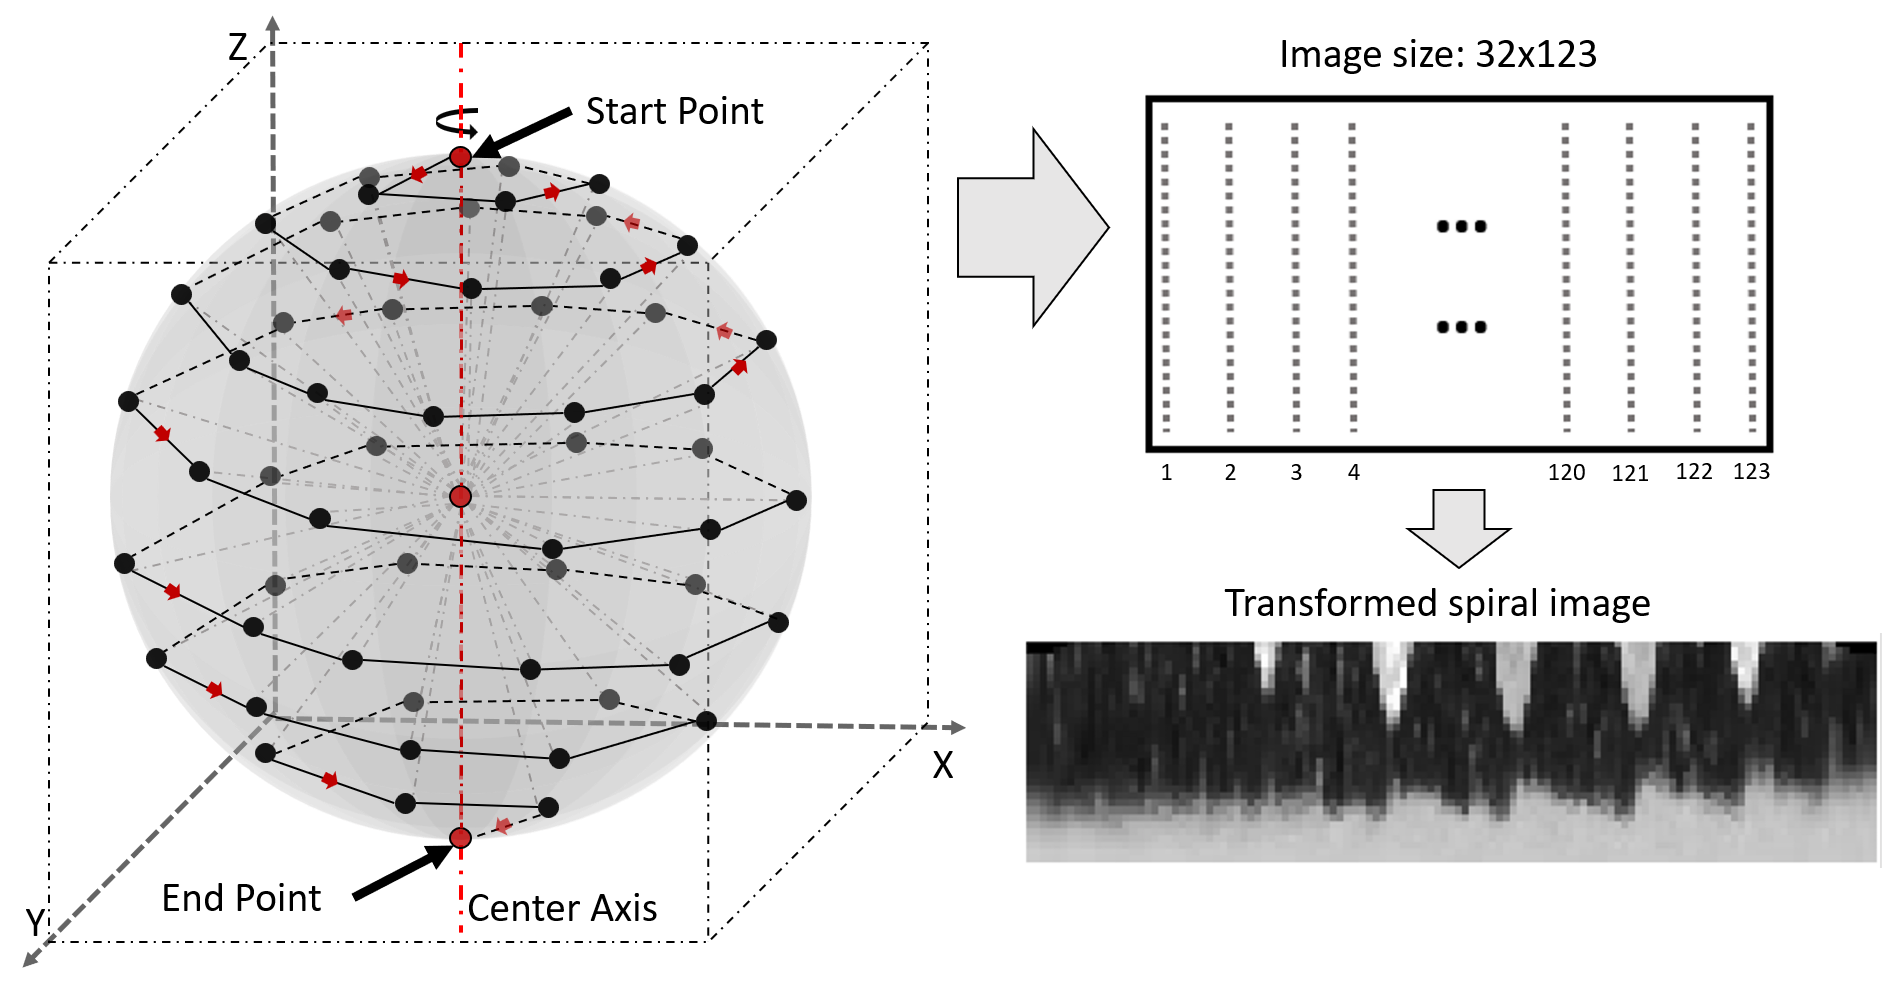 Z
Start Point
X
End Point
Center Axis
Y
Image size: 32x123
1 2 3 4 120 121 122 123
Transformed spiral image